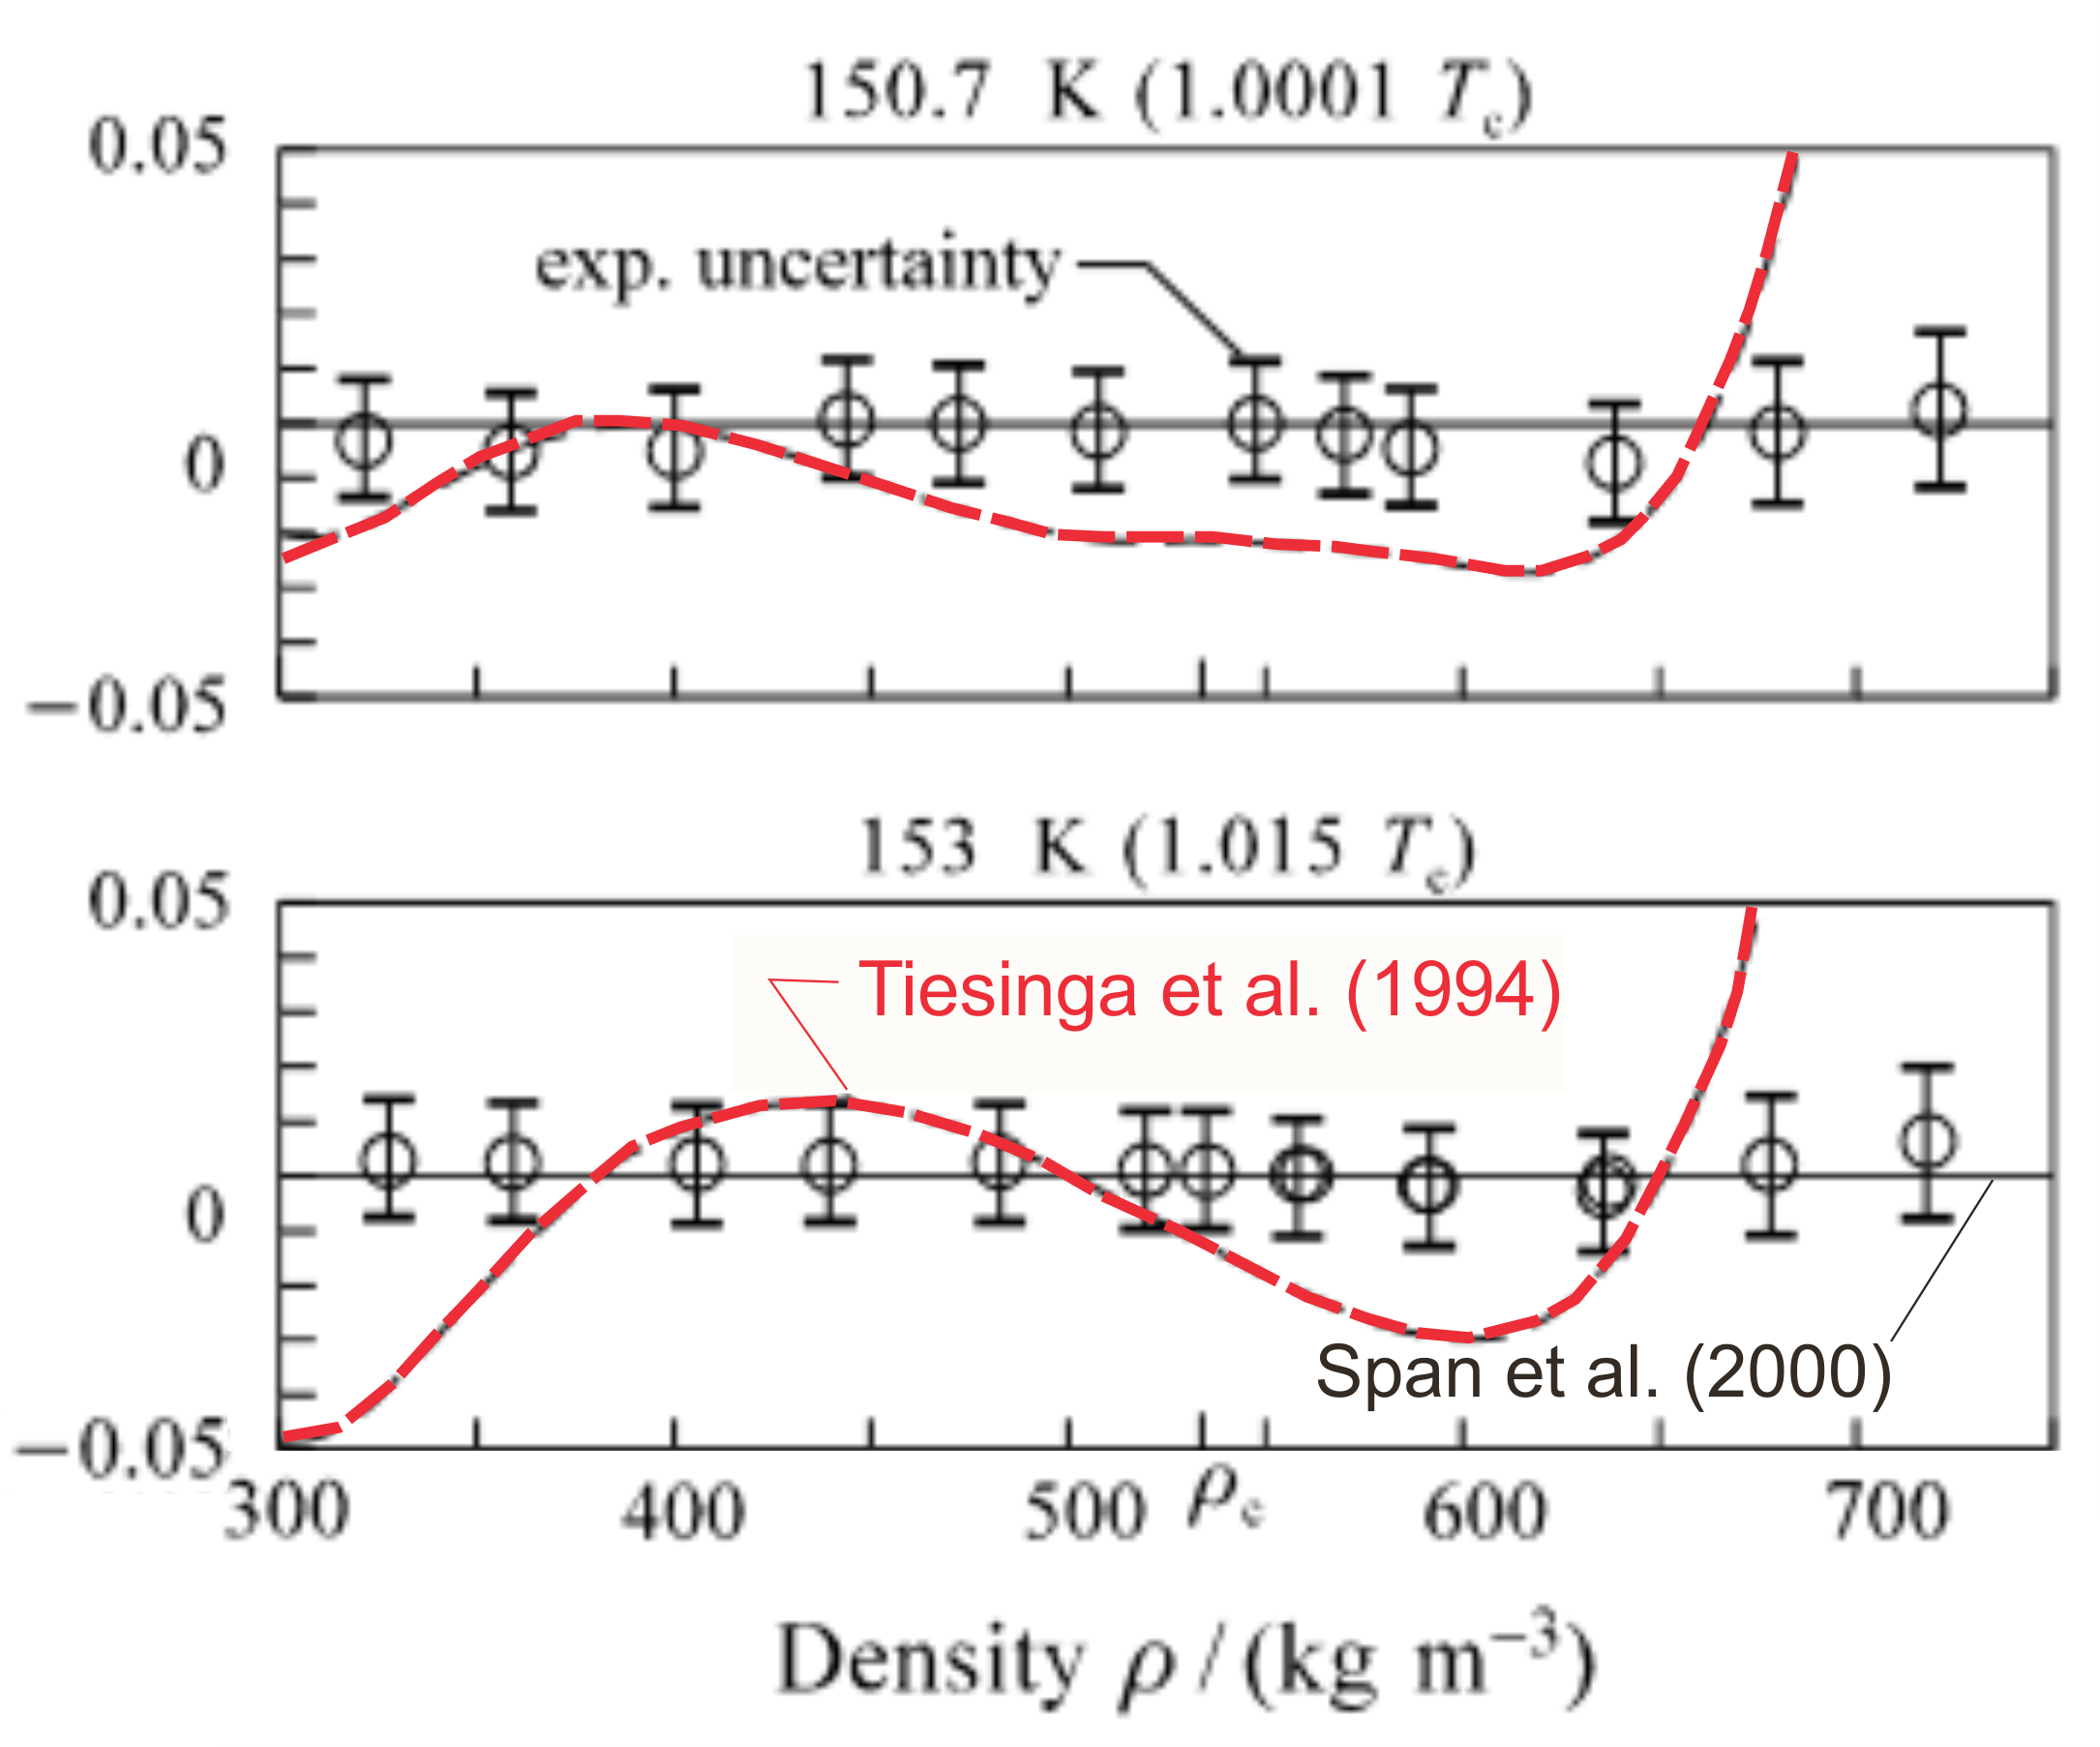 150.7 K (1.0001 Tc)
0.05
exp. uncertainty
0
−0.05
153 K (1.015 Tc)
0.05
Tiesinga et al. (1994)
0
Span et al. (2000)
−0.05
300 400 500 ρc 600 700
Density ρ / (kg m−3)